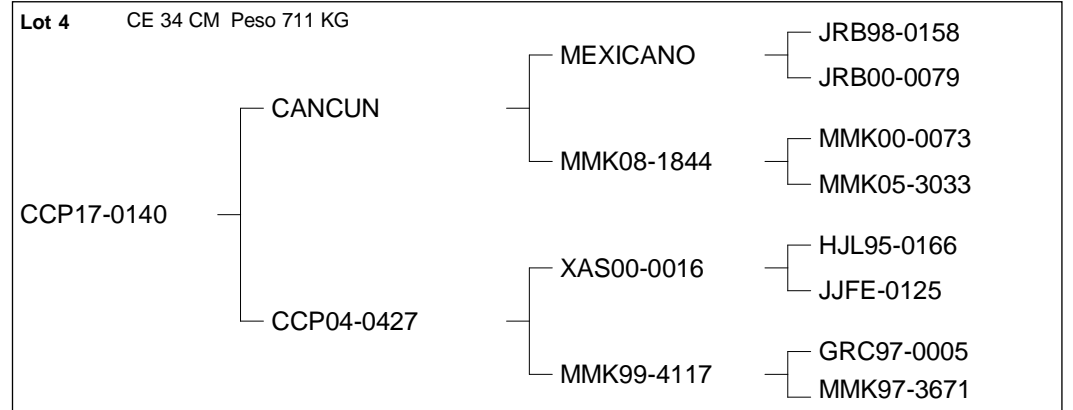 Lot 4 CE 34 CM Peso 711 KG
JRB98-0158
MEXICANO
JRB00-0079
CANCUN
MMK00-0073
MMK08-1844
MMK05-3033
CCP17-0140
HJL95-0166
XAS00-0016
JJFE-0125
CCP04-0427
GRC97-0005
MMK99-4117
MMK97-3671